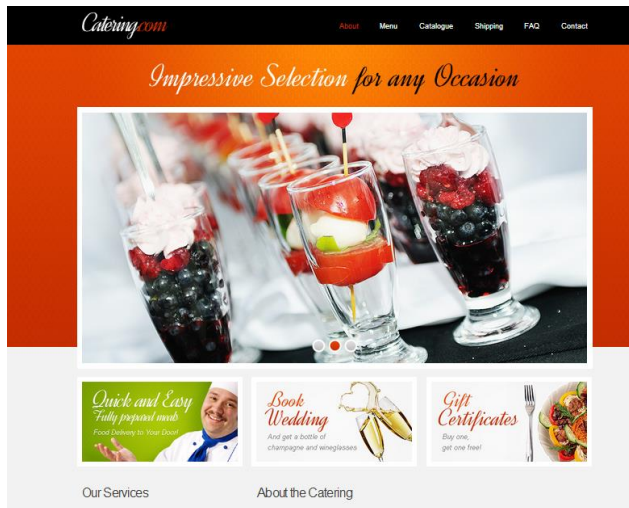 Catering.com
About Menu Catalogue Shipping FAQ Contact
Impressive Selection for any Occasion
Quick and Easy
Fully prepared meals
Food Delivery to Your Door!
Book
Wedding
And get a bottle of
champagne and wineglasses
Gift
Certificates
Buy one,
get one free!
Our Services
About the Catering